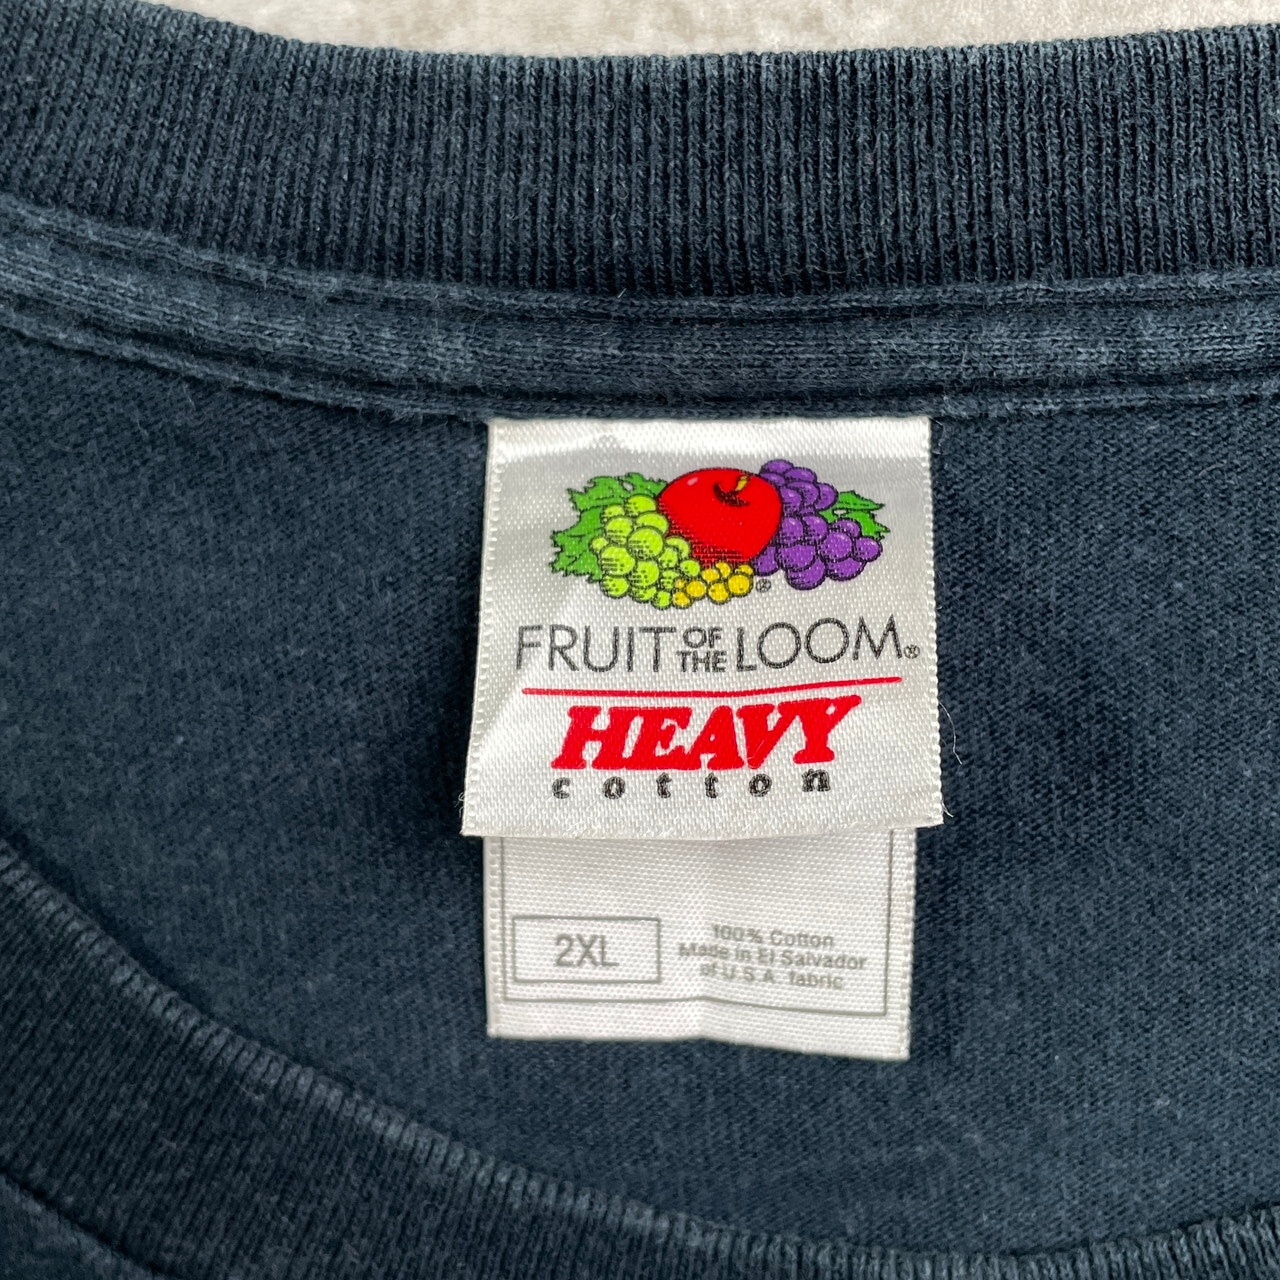 FRUIT OF THE LOOM®
HEAVY
cotton
2XL
100% Cotton
Made in El Salvador
of U.S.A. fabric